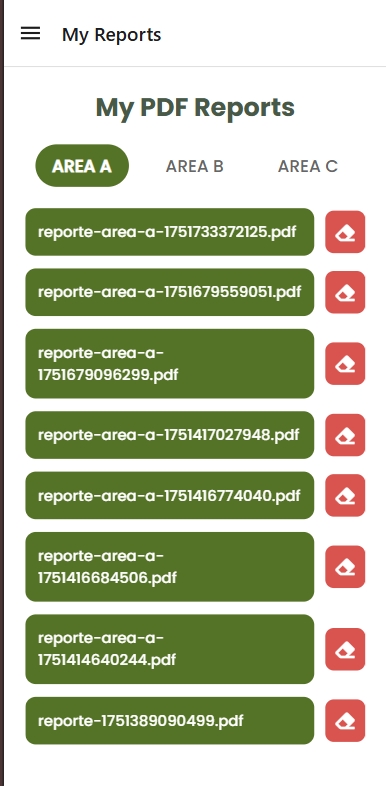 My Reports
My PDF Reports
AREA A AREA B AREA C
reporte-area-a-1751733372125.pdf
reporte-area-a-1751679559051.pdf
reporte-area-a-
1751679096299.pdf
reporte-area-a-1751417027948.pdf
reporte-area-a-1751416774040.pdf
reporte-area-a-
1751416684506.pdf
reporte-area-a-
1751414640244.pdf
reporte-1751389090499.pdf